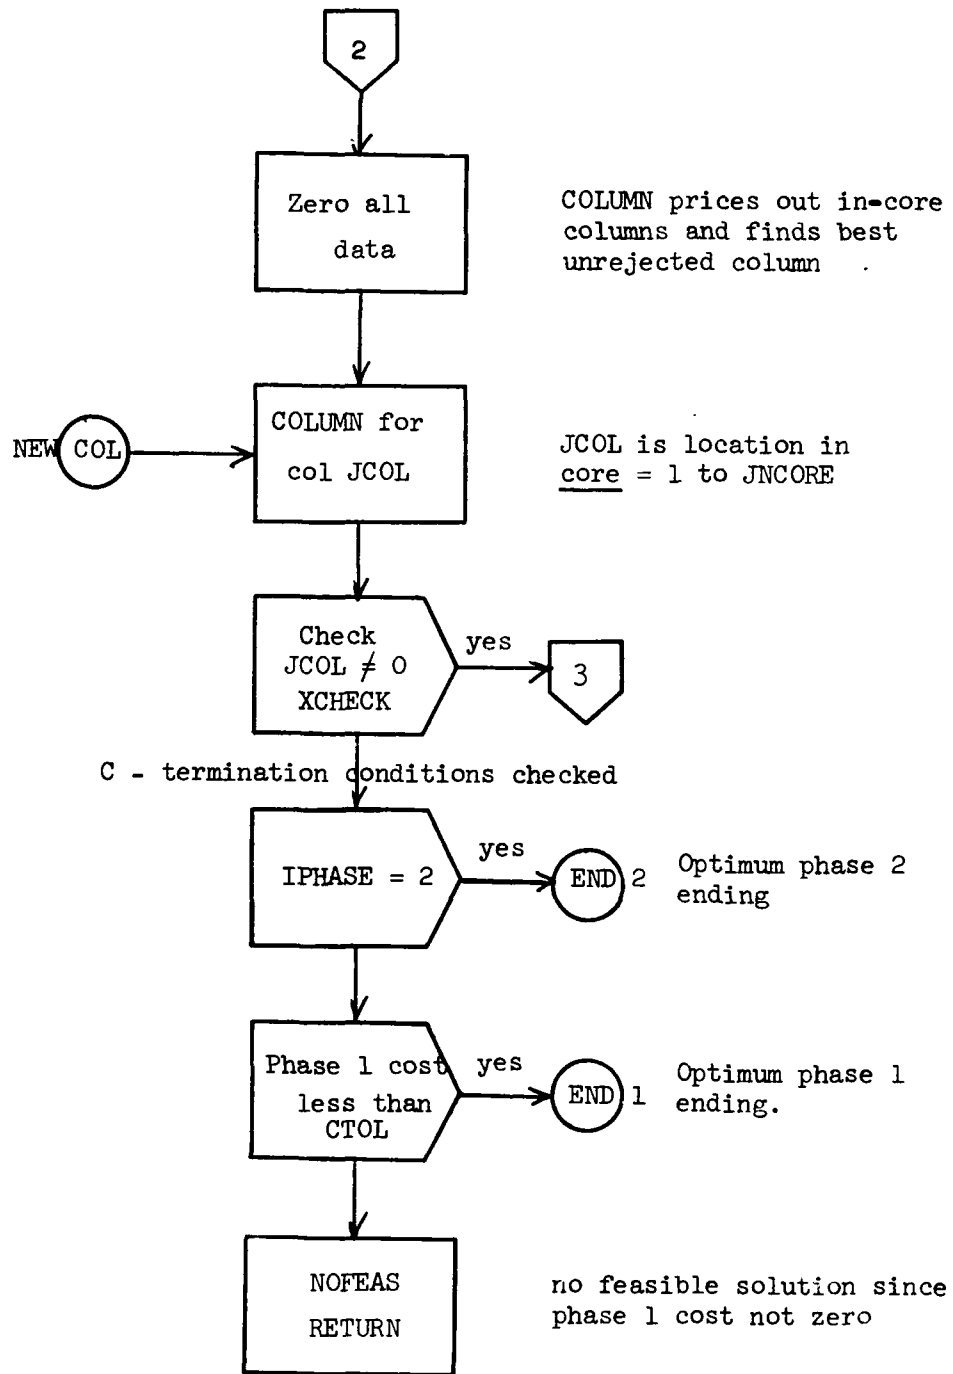 2
Zero all
data
COLUMN prices out in-core
columns and finds best
unrejected column .
NEW COL
COLUMN for
col JCOL
JCOL is location in
core = 1 to JNCORE
Check
JCOL ≠ 0
XCHECK
yes
3
C - termination conditions checked
IPHASE = 2
yes
END 2
Optimum phase 2
ending
Phase 1 cost
less than
CTOL
yes
END 1
Optimum phase 1
ending.
NOFEAS
RETURN
no feasible solution since
phase 1 cost not zero